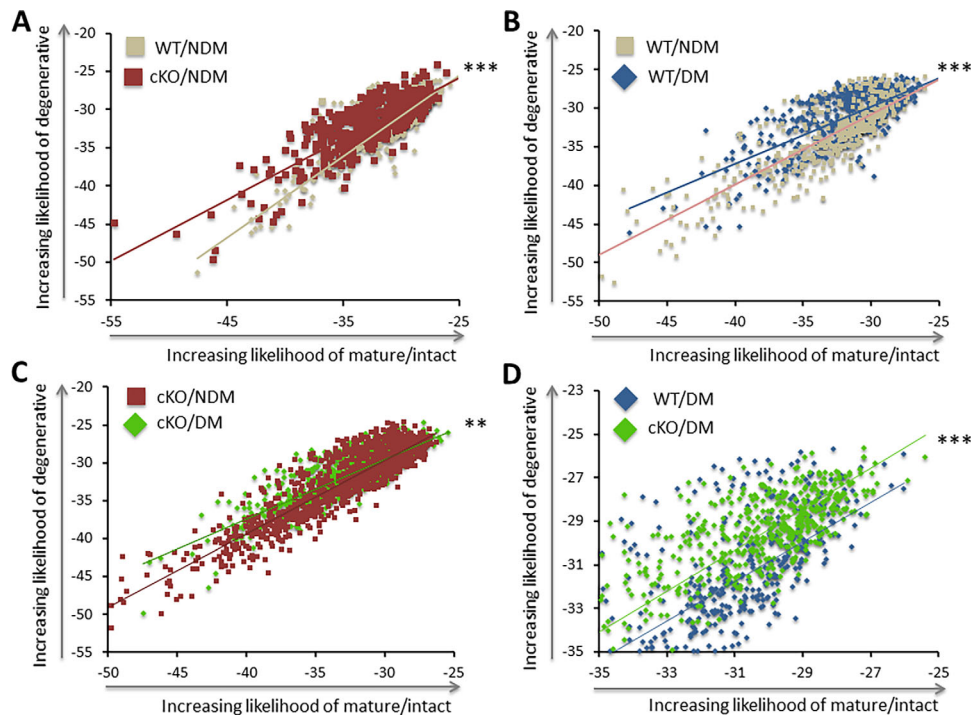 A
Increasing likelihood of degenerative
-20
-25
-30
-35
-40
-45
-50
-55
WT/NDM
cKO/NDM
***
-55
-45
-35
-25
Increasing likelihood of mature/intact
B
Increasing likelihood of degenerative
-20
-25
-30
-35
-40
-45
-50
-55
WT/NDM
WT/DM
***
-50
-45
-40
-35
-30
-25
Increasing likelihood of mature/intact
C
Increasing likelihood of degenerative
-20
-25
-30
-35
-40
-45
-50
-55
cKO/NDM
cKO/DM
**
-50
-45
-40
-35
-30
-25
Increasing likelihood of mature/intact
D
Increasing likelihood of degenerative
-23
-25
-27
-29
-31
-33
-35
WT/DM
cKO/DM
***
-35
-33
-31
-29
-27
-25
Increasing likelihood of mature/intact